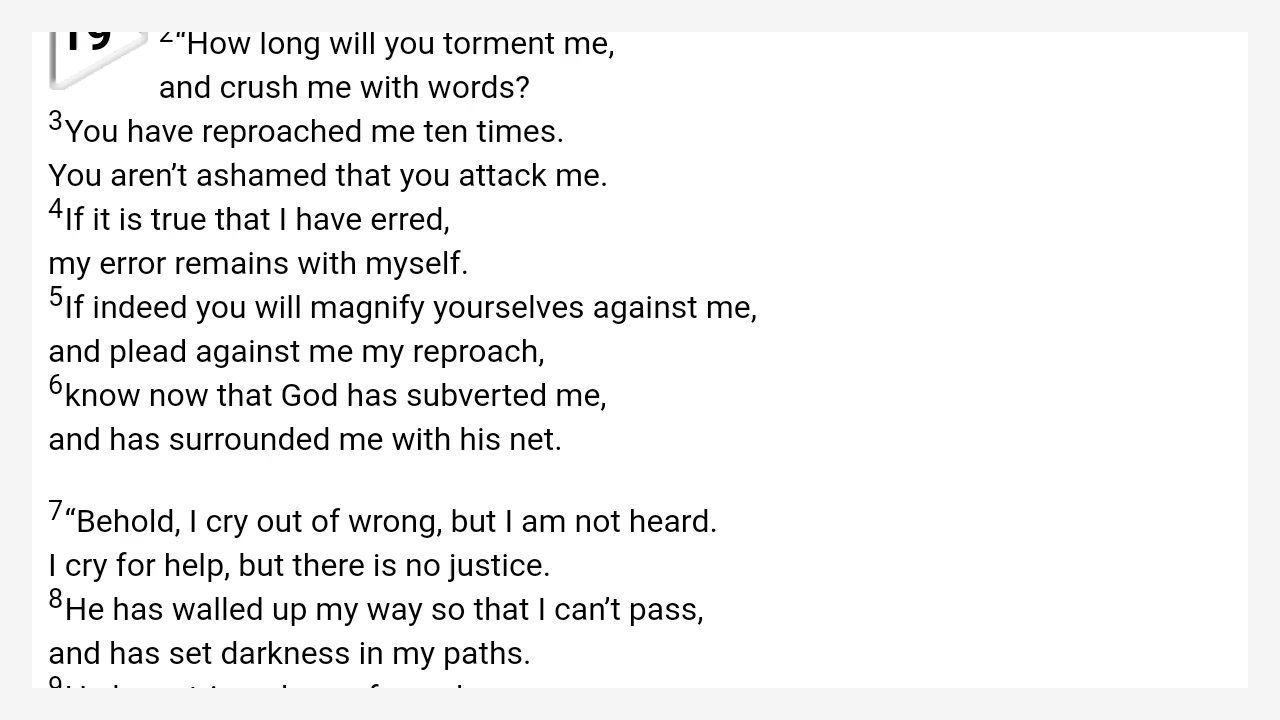 19
2“How long will you torment me,
and crush me with words?
3You have reproached me ten times.
You aren’t ashamed that you attack me.
4If it is true that I have erred,
my error remains with myself.
5If indeed you will magnify yourselves against me,
and plead against me my reproach,
6know now that God has subverted me,
and has surrounded me with his net.
7“Behold, I cry out of wrong, but I am not heard.
I cry for help, but there is no justice.
8He has walled up my way so that I can’t pass,
and has set darkness in my paths.
9